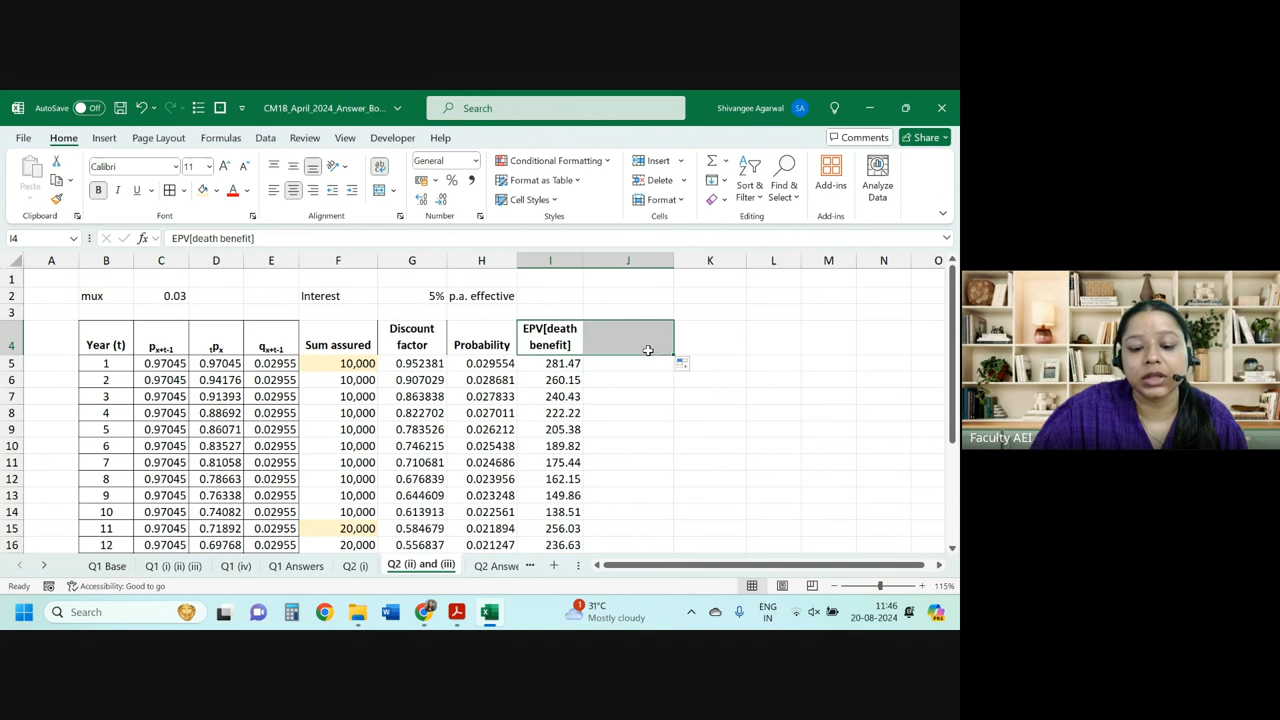 AutoSave Off CM1B_April_2024_Answer_Bo... Search Shivangee Agarwal SA
File Home Insert Page Layout Formulas Data Review View Developer Help Comments Share
Paste Calibri 11 General Conditional Formatting Format as Table Cell Styles Insert Delete Format Sort & Filter Find & Select Add-ins Analyze Data
Clipboard Font Alignment Number Styles Cells Editing Add-ins
I4 fx EPV[death benefit]
A B C D E F G H I J K L M N O
1
2 mux 0.03 Interest 5% p.a. effective
3
4 Year (t) px+t-1 tpx qx+t-1 Sum assured Discount factor Probability EPV[death benefit]
5 1 0.97045 0.97045 0.02955 10,000 0.952381 0.029554 281.47
6 2 0.97045 0.94176 0.02955 10,000 0.907029 0.028681 260.15
7 3 0.97045 0.91393 0.02955 10,000 0.863838 0.027833 240.43
8 4 0.97045 0.88692 0.02955 10,000 0.822702 0.027011 222.22
9 5 0.97045 0.86071 0.02955 10,000 0.783526 0.026212 205.38
10 6 0.97045 0.83527 0.02955 10,000 0.746215 0.025438 189.82
11 7 0.97045 0.81058 0.02955 10,000 0.710681 0.024686 175.44
12 8 0.97045 0.78663 0.02955 10,000 0.676839 0.023956 162.15
13 9 0.97045 0.76338 0.02955 10,000 0.644609 0.023248 149.86
14 10 0.97045 0.74082 0.02955 10,000 0.613913 0.022561 138.51
15 11 0.97045 0.71892 0.02955 20,000 0.584679 0.021894 256.03
16 12 0.97045 0.69768 0.02955 20,000 0.556837 0.021247 236.63
Q1 Base Q1 (i) (ii) (iii) Q1 (iv) Q1 Answers Q2 (i) Q2 (ii) and (iii) Q2 Answe ...
Ready Accessibility: Good to go 115%
Search 1 31°C Mostly cloudy ENG IN 11:46 20-08-2024
Faculty AEI